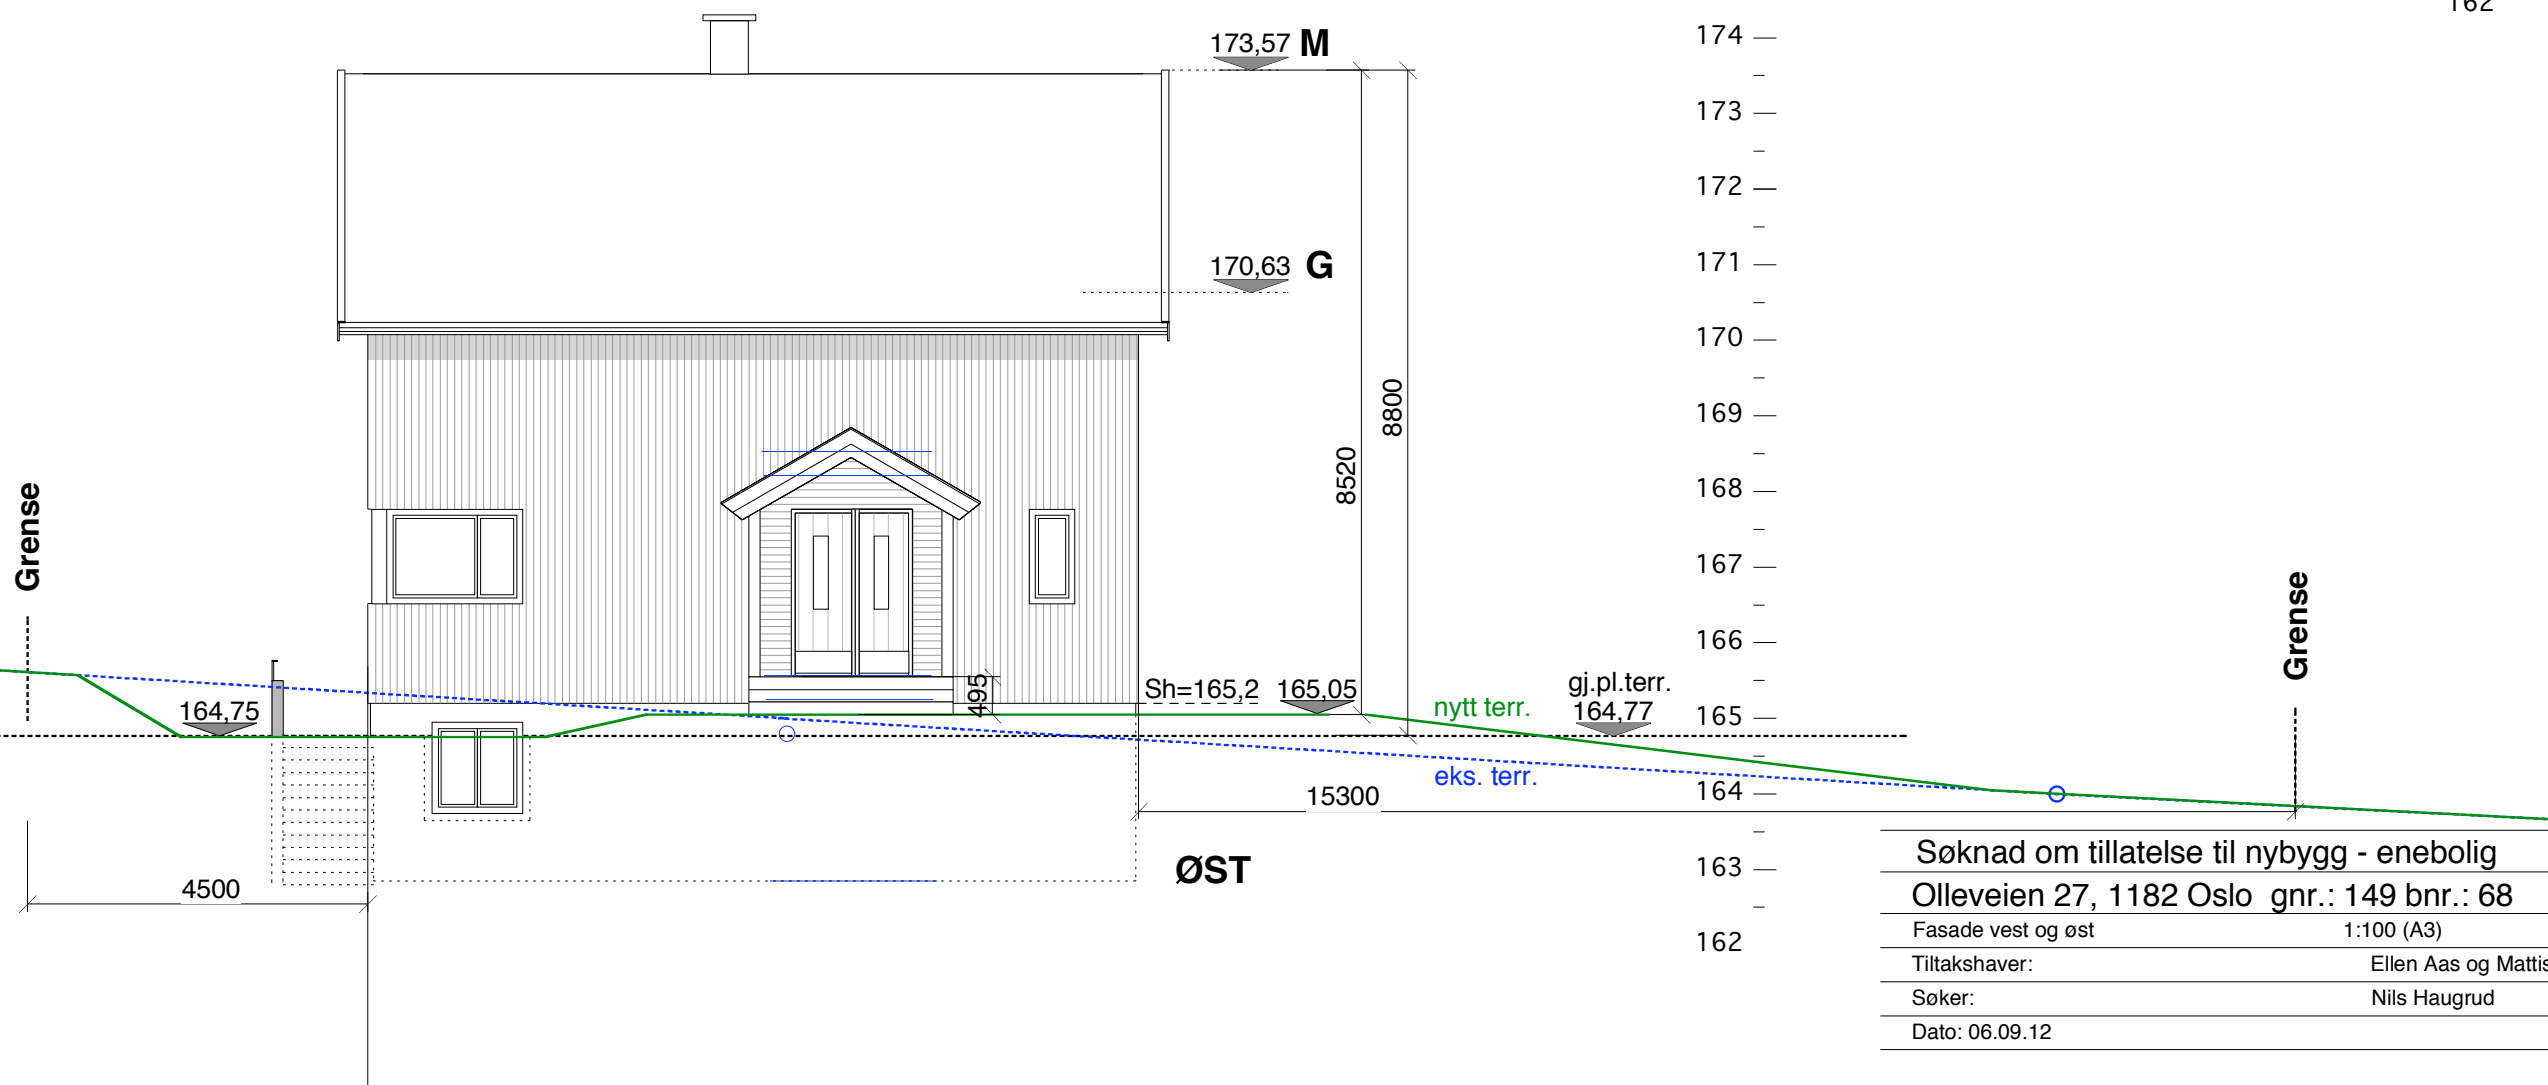 162
174
173,57 M
173
172
170,63 G
171
170
169
8800
8520
168
Grense
167
Grense
166
495
Sh=165,2 165,05
gj.pl.terr.
164,77
nytt terr.
165
164,75
eks. terr.
15300
164
ØST
163
4500
162
Søknad om tillatelse til nybygg - enebolig
Olleveien 27, 1182 Oslo gnr.: 149 bnr.: 68
Fasade vest og øst 1:100 (A3)
Tiltakshaver: Ellen Aas og Mattis
Søker: Nils Haugrud
Dato: 06.09.12